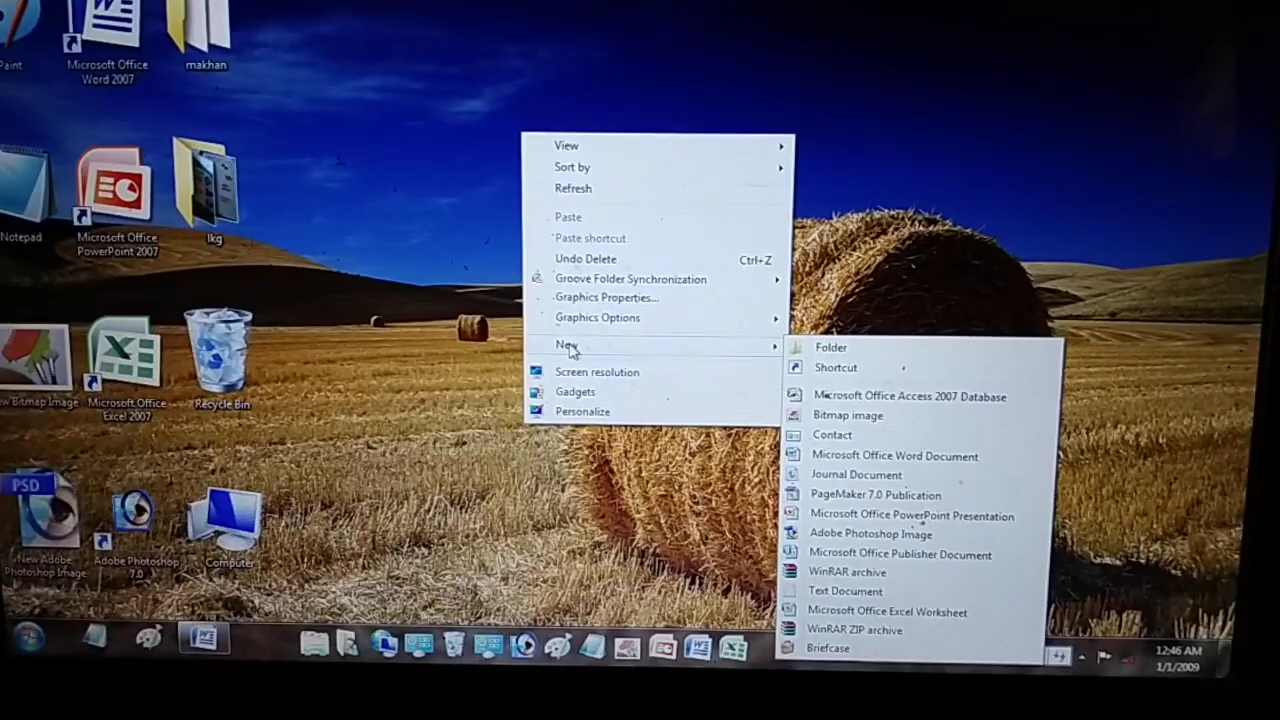 Paint
Microsoft Office
Word 2007
makhan
Notepad
Microsoft Office
PowerPoint 2007
lkg
New Bitmap Image
Microsoft Office
Excel 2007
Recycle Bin
PSD
New Adobe
Photoshop Image
Adobe Photoshop
7.0
Computer
View
Sort by
Refresh
Paste
Paste shortcut
Undo Delete Ctrl+Z
Groove Folder Synchronization
Graphics Properties...
Graphics Options
New
Screen resolution
Gadgets
Personalize
Folder
Shortcut
Microsoft Office Access 2007 Database
Bitmap image
Contact
Microsoft Office Word Document
Journal Document
PageMaker 7.0 Publication
Microsoft Office PowerPoint Presentation
Adobe Photoshop Image
Microsoft Office Publisher Document
WinRAR archive
Text Document
Microsoft Office Excel Worksheet
WinRAR ZIP archive
Briefcase
12:46 AM
1/1/2009